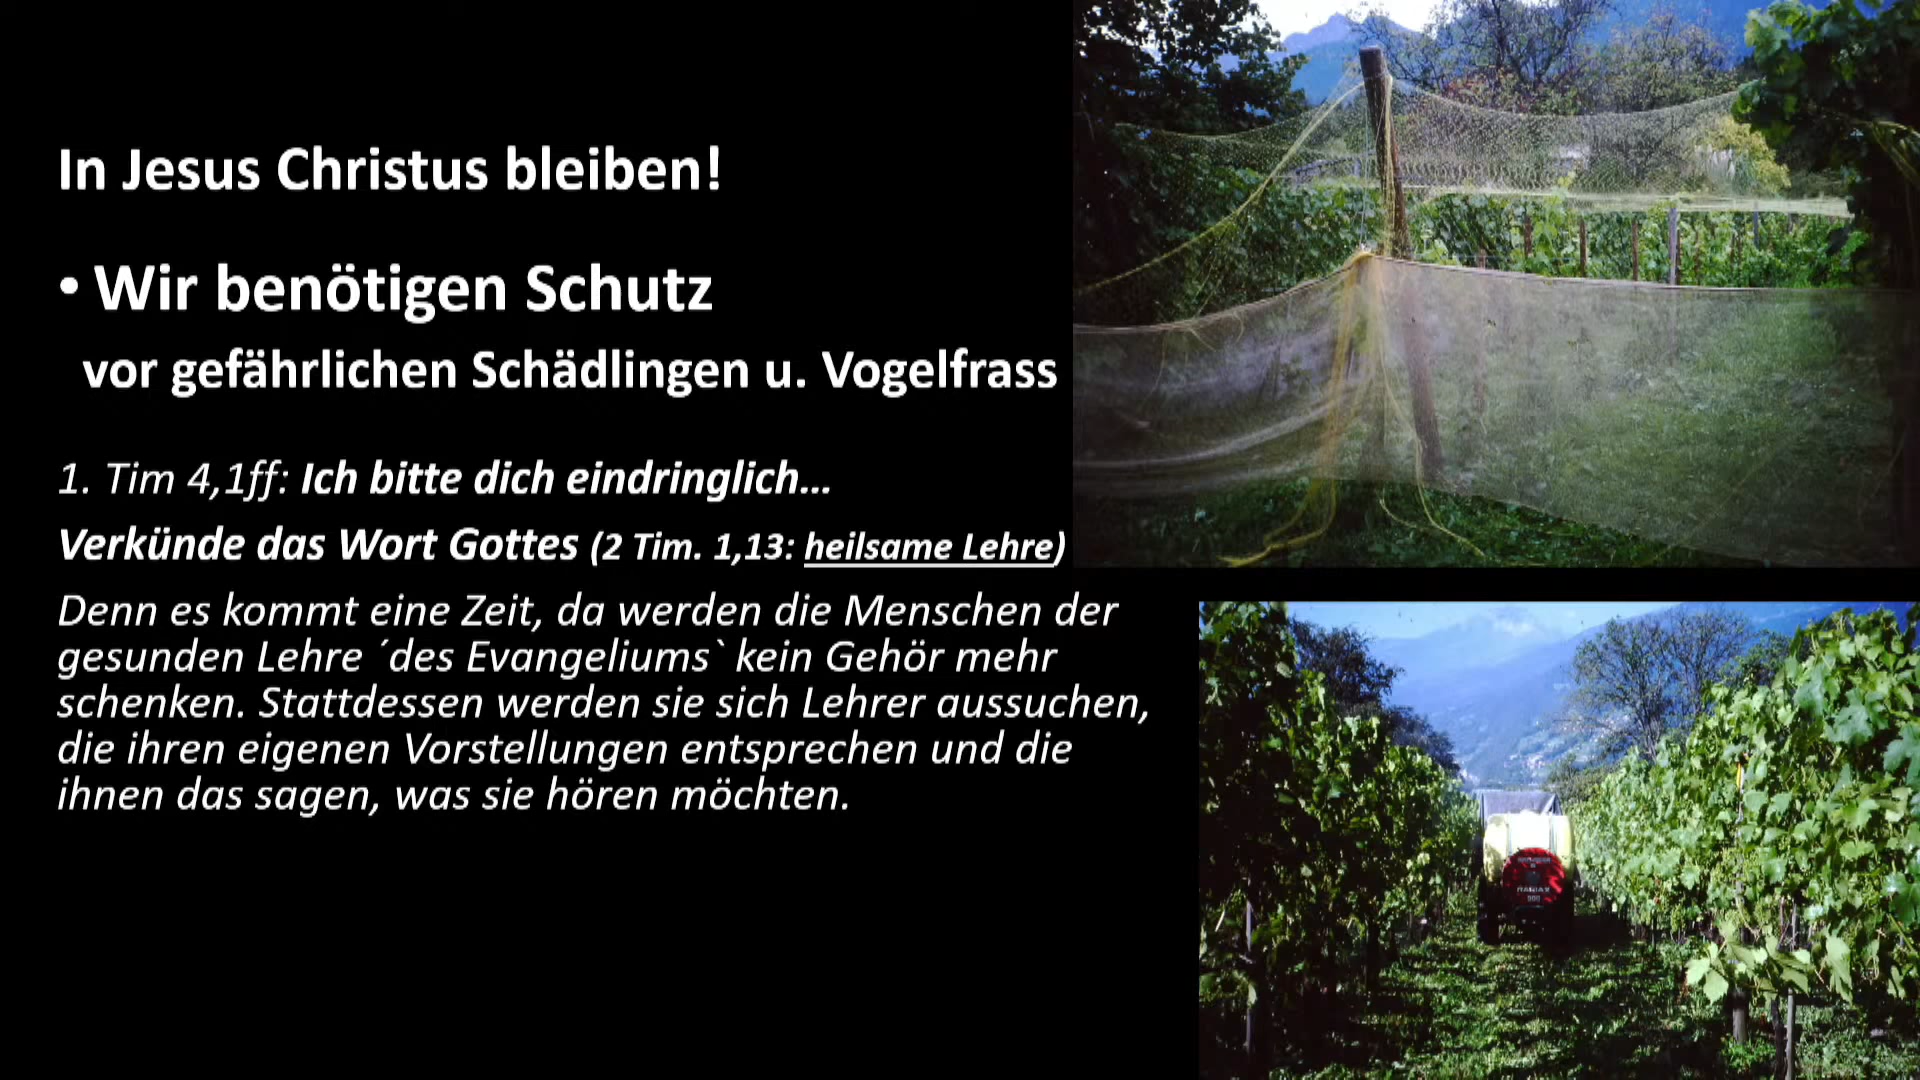 In Jesus Christus bleiben!
• Wir benötigen Schutz
vor gefährlichen Schädlingen u. Vogelfrass
1. Tim 4,1ff: Ich bitte dich eindringlich...
Verkünde das Wort Gottes (2 Tim. 1,13: heilsame Lehre)
Denn es kommt eine Zeit, da werden die Menschen der
gesunden Lehre ´des Evangeliums` kein Gehör mehr
schenken. Stattdessen werden sie sich Lehrer aussuchen,
die ihren eigenen Vorstellungen entsprechen und die
ihnen das sagen, was sie hören möchten.